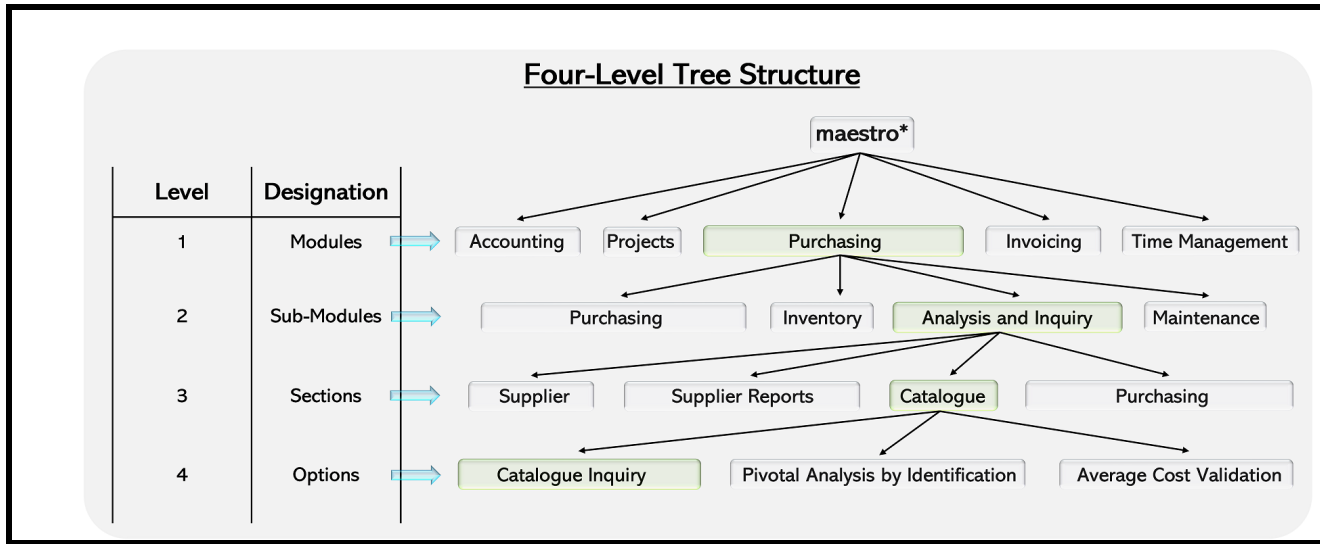 Four-Level Tree Structure
maestro*
Level Designation
1 Modules Accounting Projects Purchasing Invoicing Time Management
2 Sub-Modules Purchasing Inventory Analysis and Inquiry Maintenance
3 Sections Supplier Supplier Reports Catalogue Purchasing
4 Options Catalogue Inquiry Pivotal Analysis by Identification Average Cost Validation